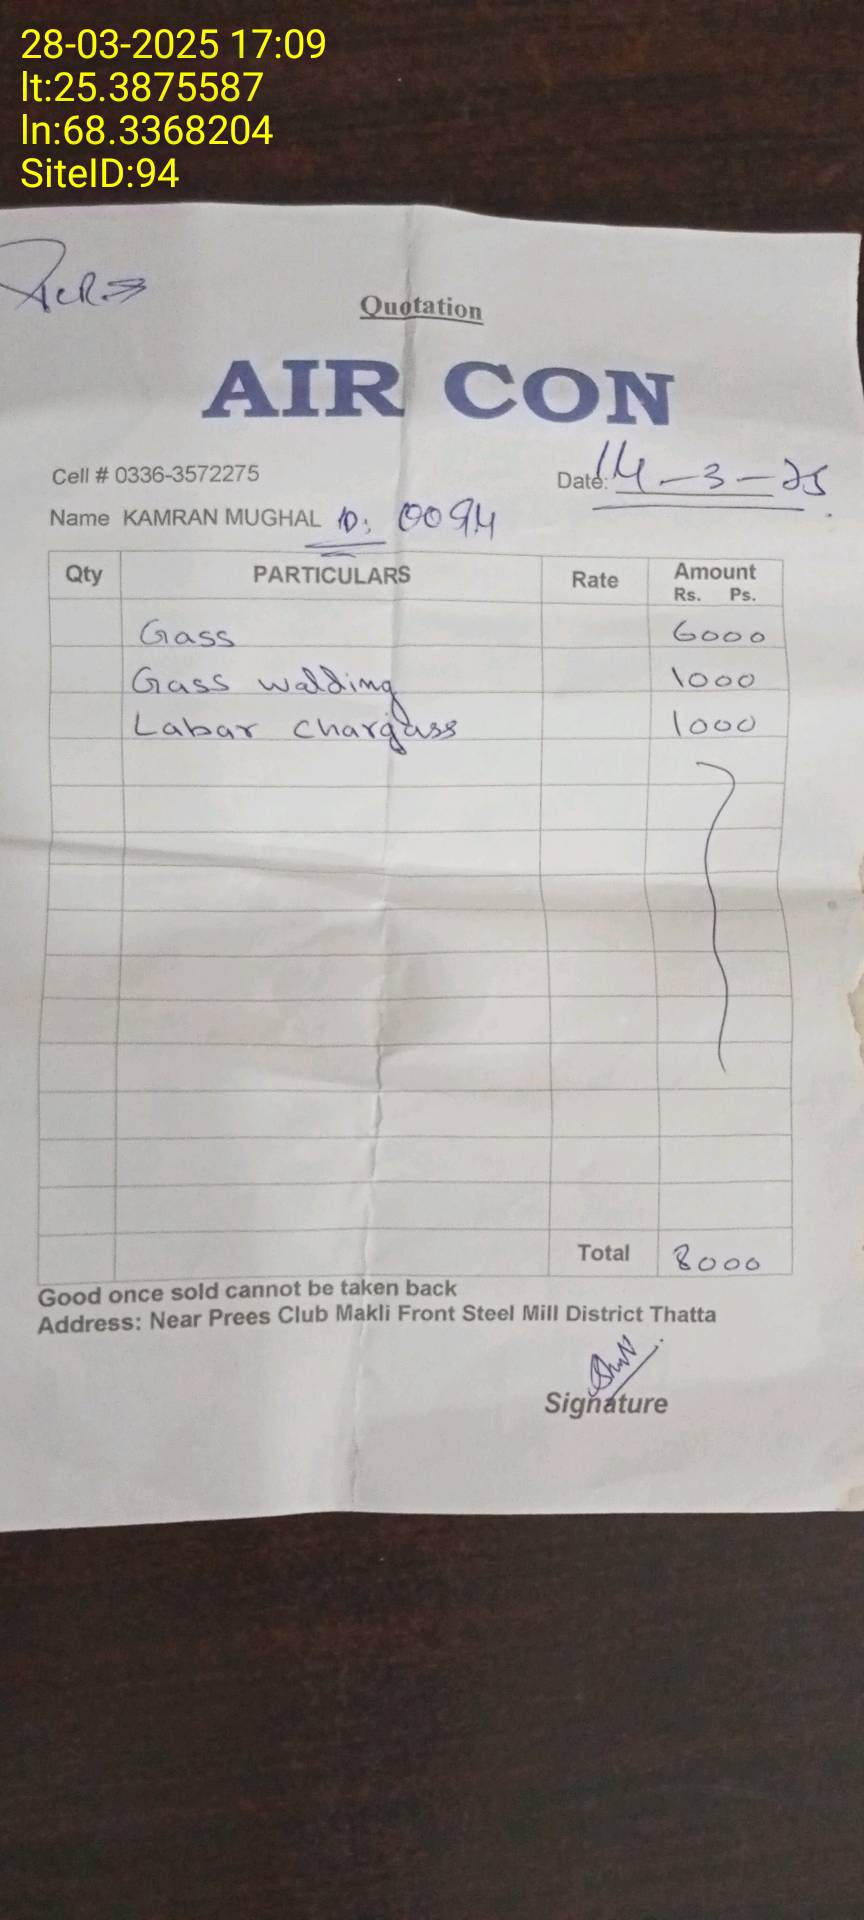 28-03-2025 17:09
lt:25.3875587
ln:68.3368204
SiteID:94
Quotation
AIR CON
Cell # 0336-3572275
Date: 14-3-25
Name KAMRAN MUGHAL ID: 0094
Qty PARTICULARS Rate Amount
Rs. Ps.
Gass 6000
Gass walding 1000
Labar chargass 1000
Total 8000
Good once sold cannot be taken back
Address: Near Prees Club Makli Front Steel Mill District Thatta
Signature